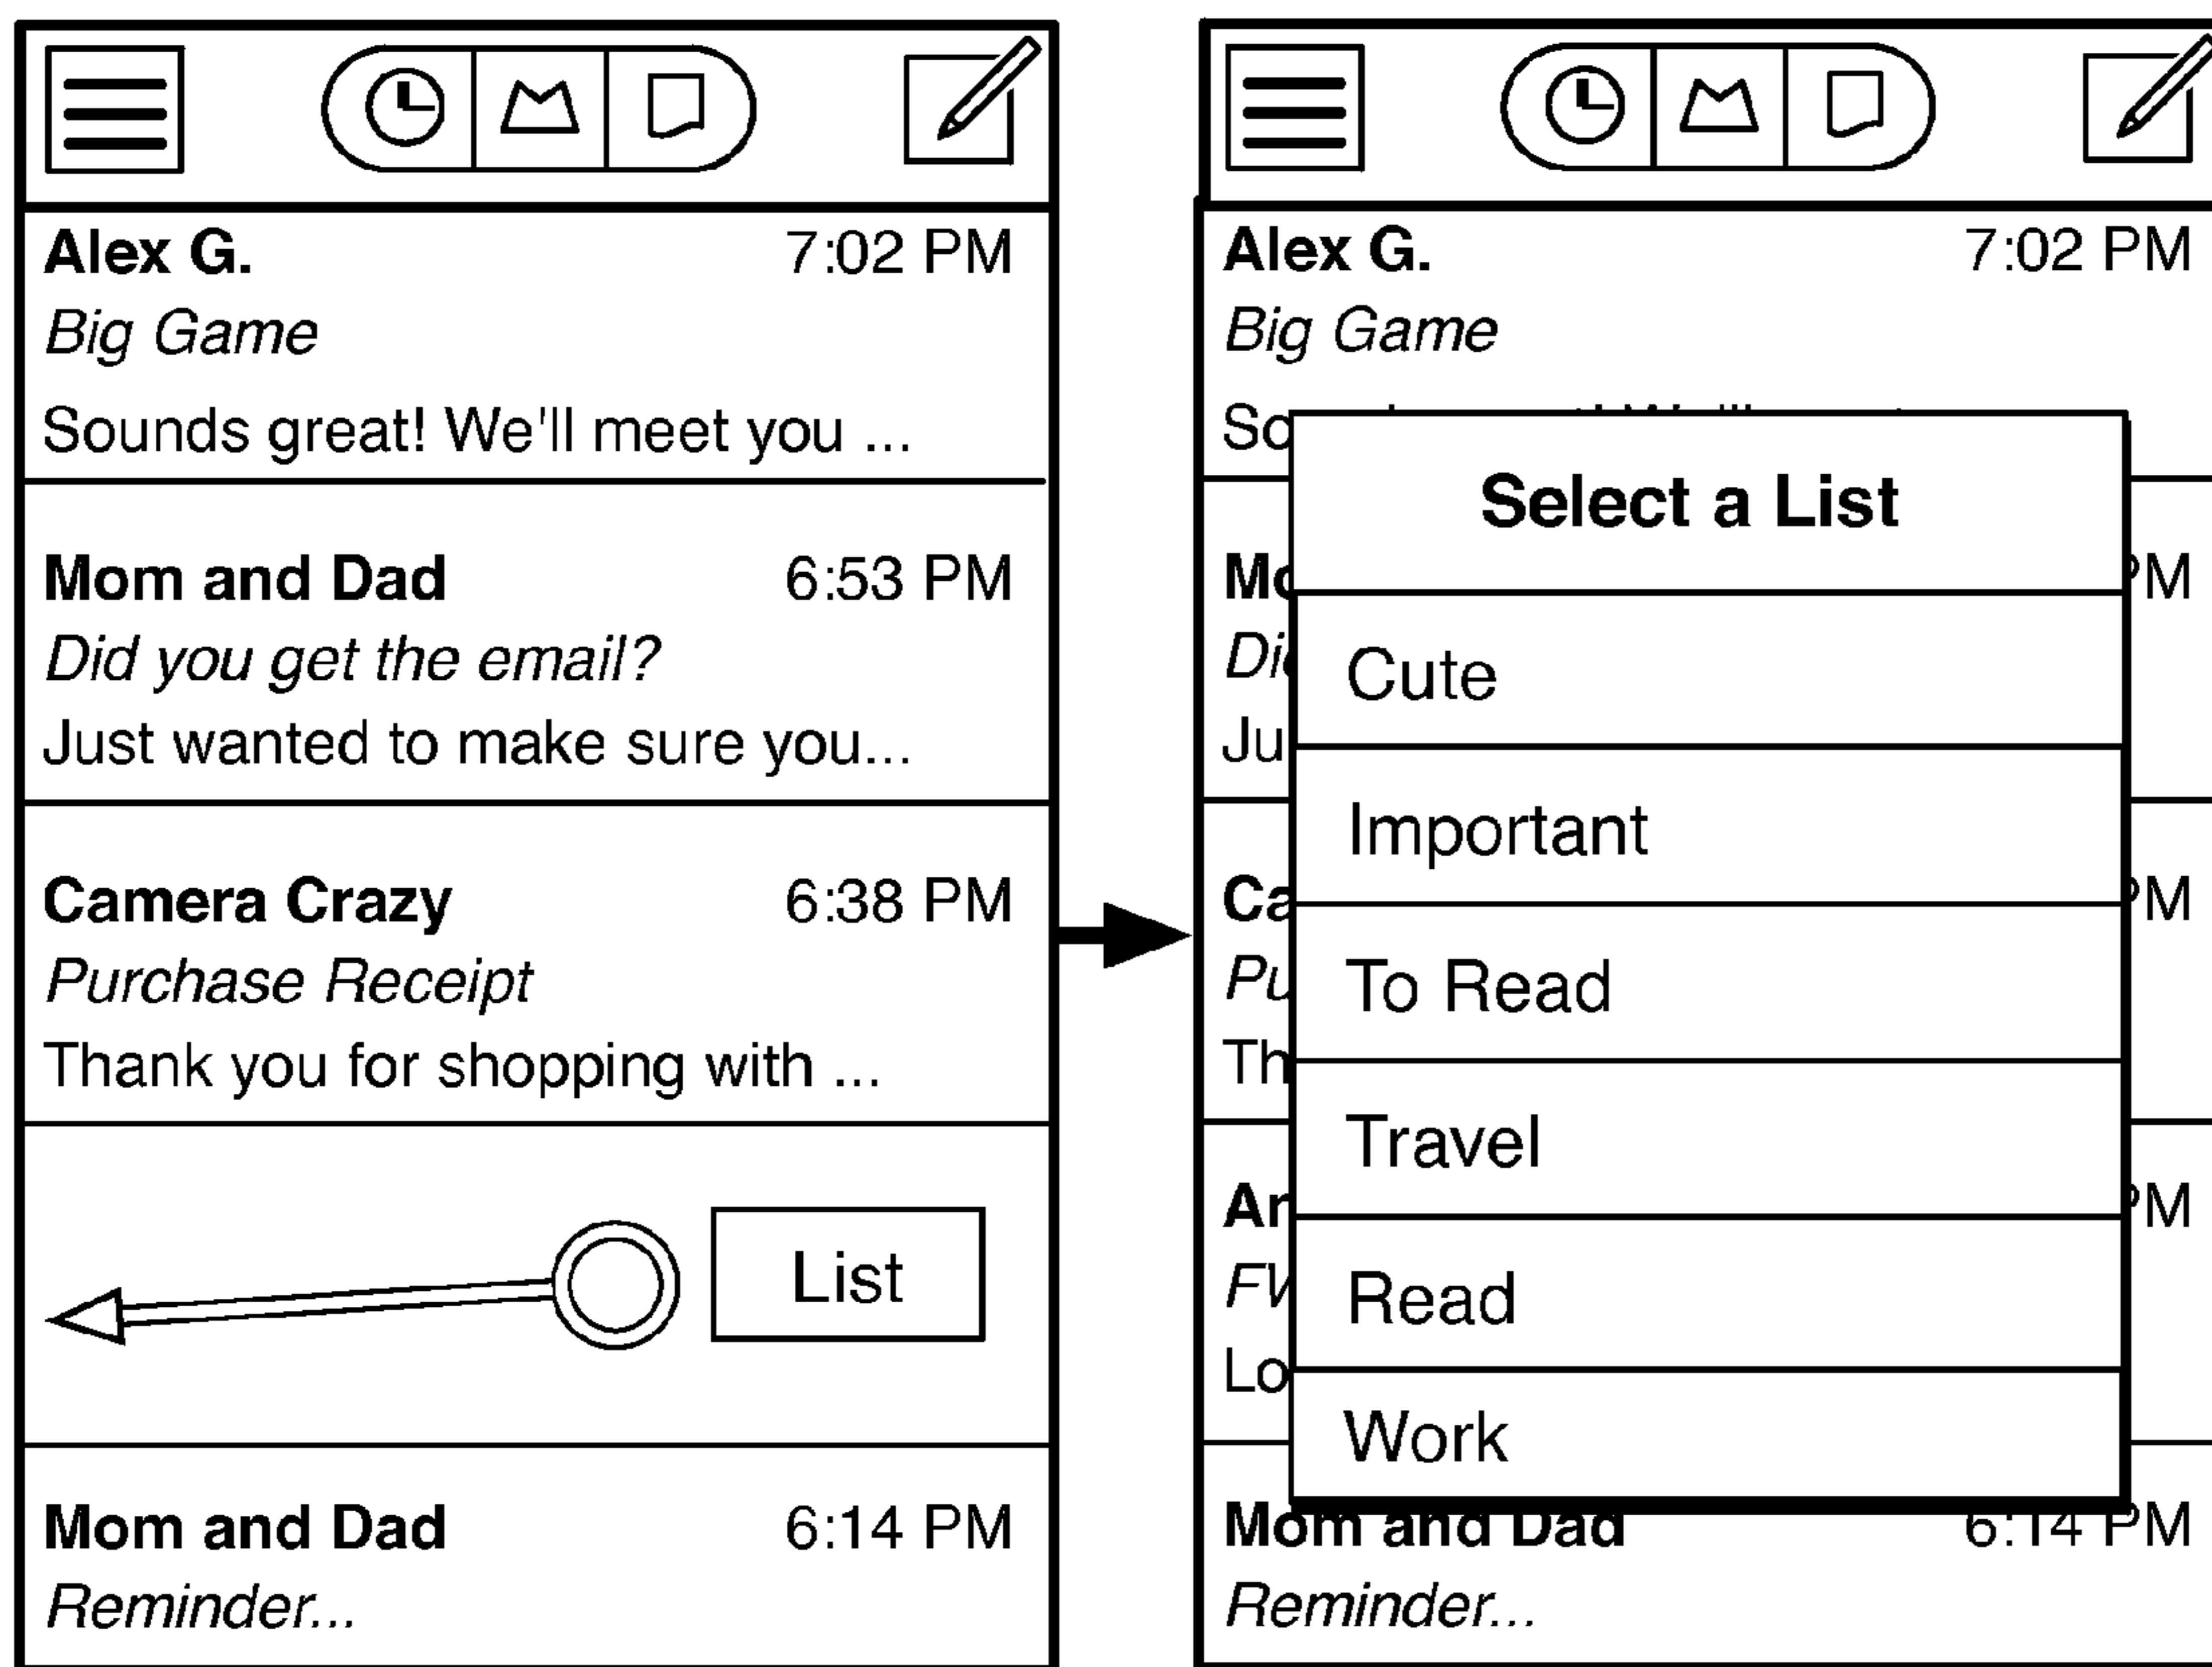 Alex G. 7:02 PM
Big Game
Sounds great! We'll meet you ...
Mom and Dad 6:53 PM
Did you get the email?
Just wanted to make sure you...
Camera Crazy 6:38 PM
Purchase Receipt
Thank you for shopping with ...
List
Mom and Dad 6:14 PM
Reminder...
Alex G. 7:02 PM
Big Game
Select a List
Cute
Important
To Read
Travel
Read
Work
Mom and Dad 6:14 PM
Reminder...